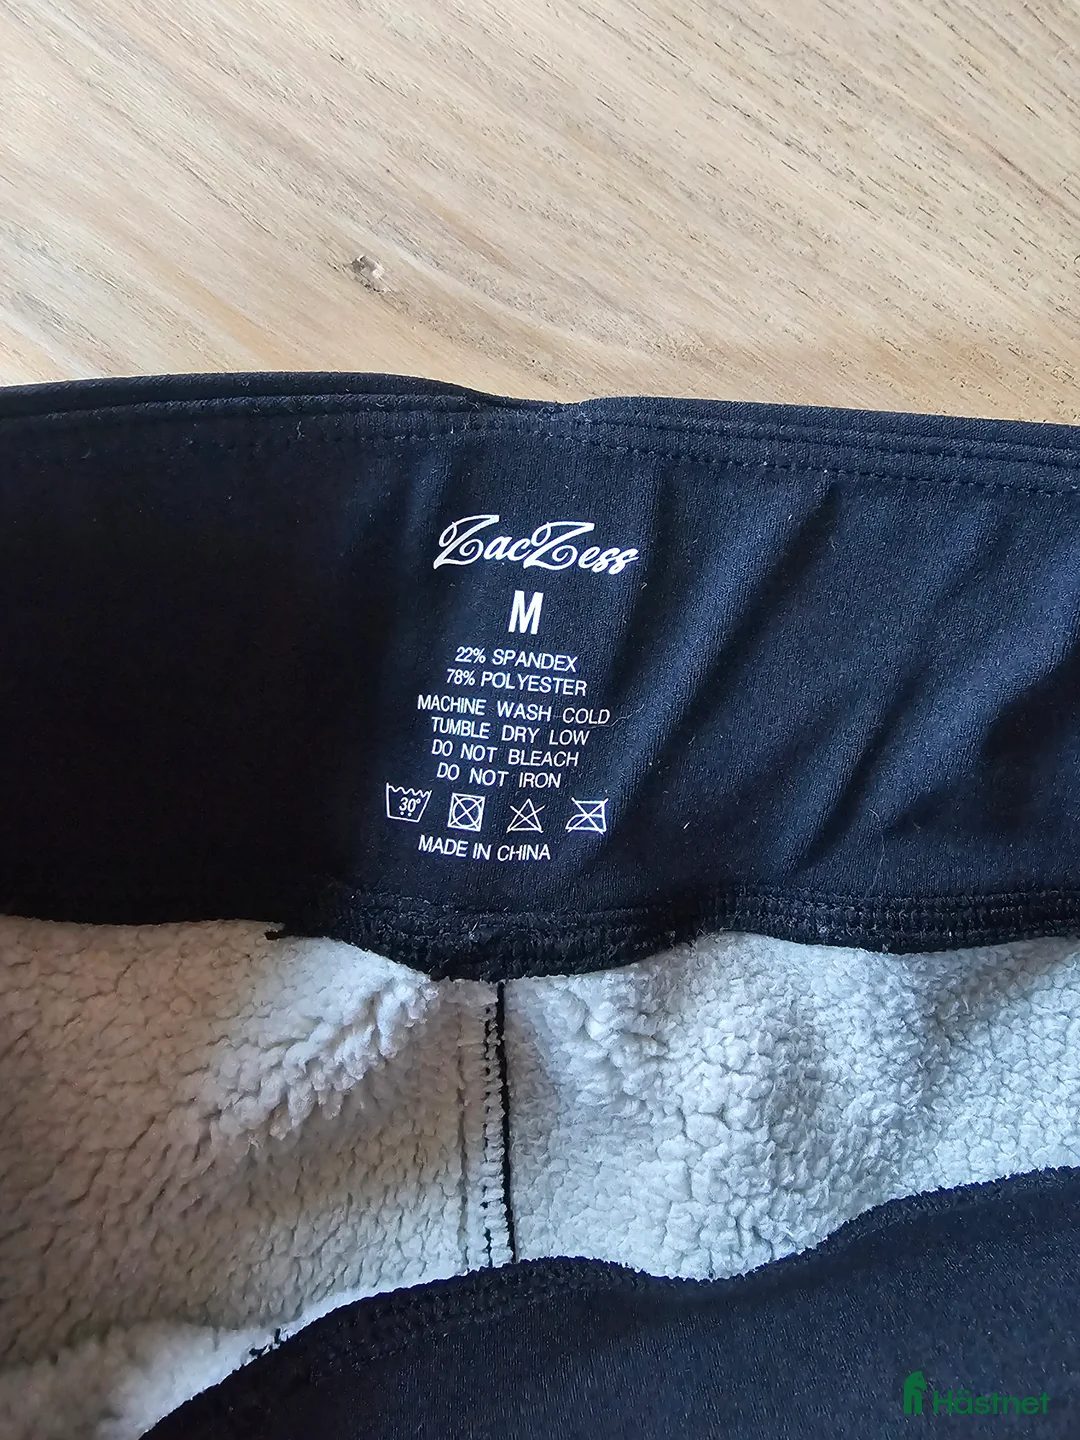 ZacZess
M
22% SPANDEX
78% POLYESTER
MACHINE WASH COLD
TUMBLE DRY LOW
DO NOT BLEACH
DO NOT IRON
30°
MADE IN CHINA
Hästnet